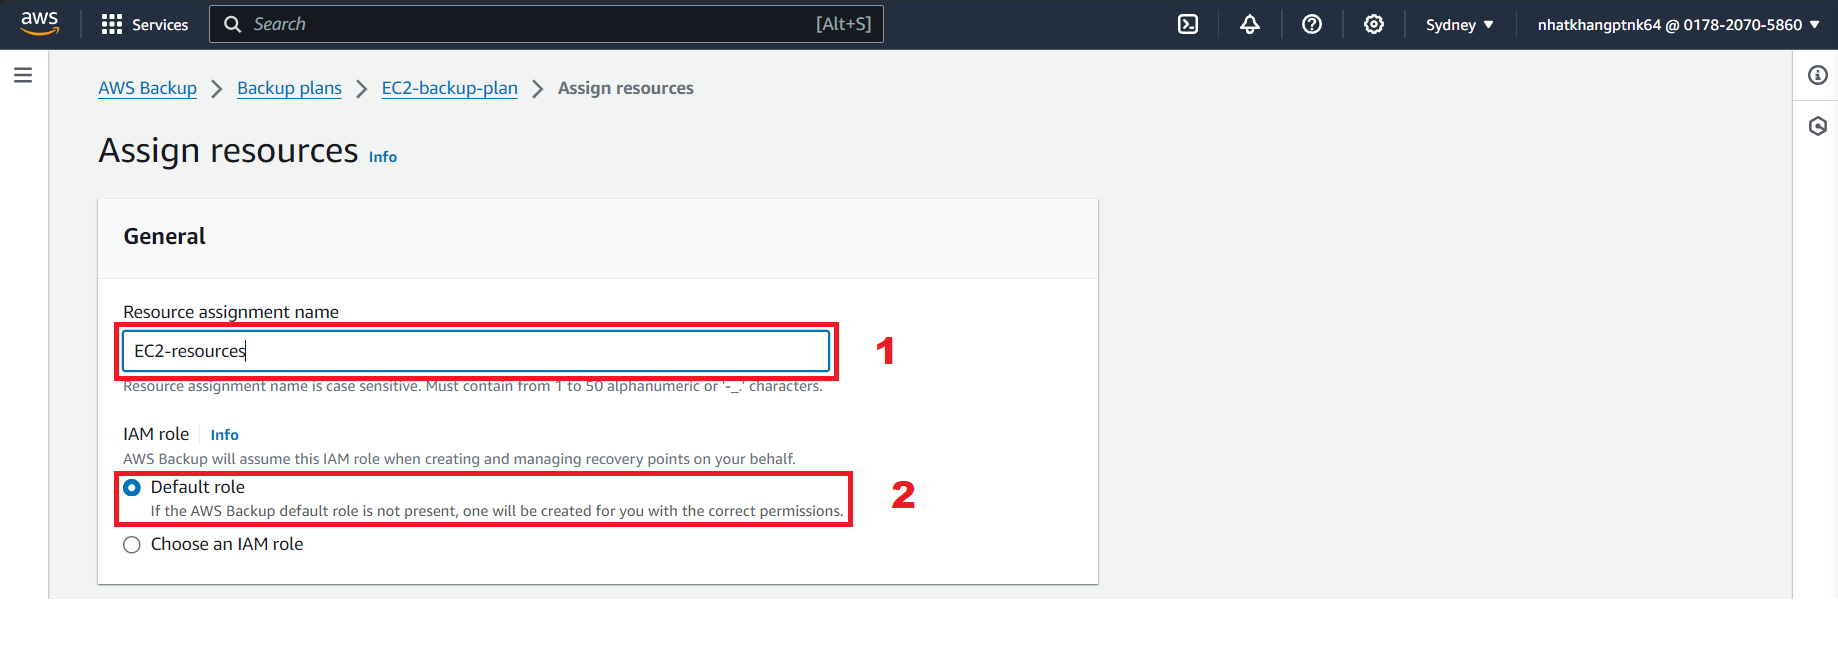 aws Services Search [Alt+S] Sydney nhatkhangptnk64 @ 0178-2070-5860
AWS Backup Backup plans EC2-backup-plan Assign resources
Assign resources Info
General
Resource assignment name
EC2-resources 1
Resource assignment name is case sensitive. Must contain from 1 to 50 alphanumeric or '-_.' characters.
IAM role Info
AWS Backup will assume this IAM role when creating and managing recovery points on your behalf.
Default role 2
If the AWS Backup default role is not present, one will be created for you with the correct permissions.
Choose an IAM role